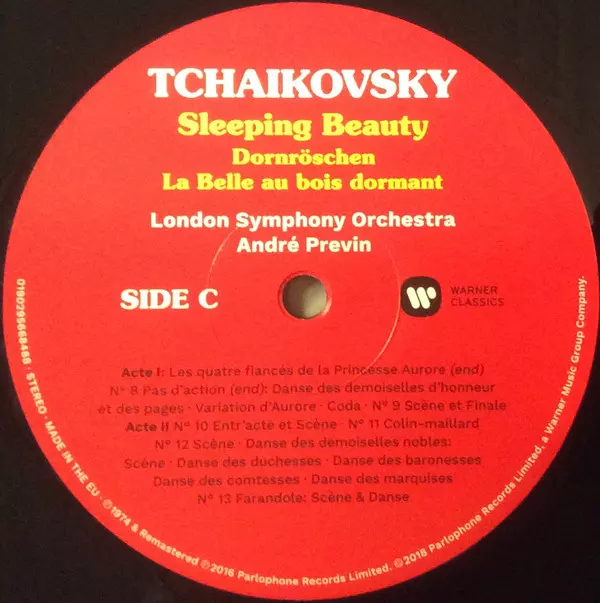 TCHAIKOVSKY
Sleeping Beauty
Dornröschen
La Belle au bois dormant
London Symphony Orchestra
André Previn
SIDE C
WARNER
CLASSICS
Acte I: Les quatre fiancés de la Princesse Aurore (end)
N° 8 Pas d'action (end): Danse des demoiselles d'honneur
et des pages · Variation d'Aurore · Coda · N° 9 Scène et Finale
Acte II N° 10 Entr'acte et Scène · N° 11 Colin-maillard
N° 12 Scène · Danse des demoiselles nobles:
Scène · Danse des duchesses · Danse des baronesses
Danse des comtesses · Danse des marquises
N° 13 Farandole: Scène & Danse
0190295668468 · STEREO · MADE IN THE EU · ℗1974 & Remastered ℗2016 Parlophone Records Limited. ©2018 Parlophone Records Limited, a Warner Music Group Company.